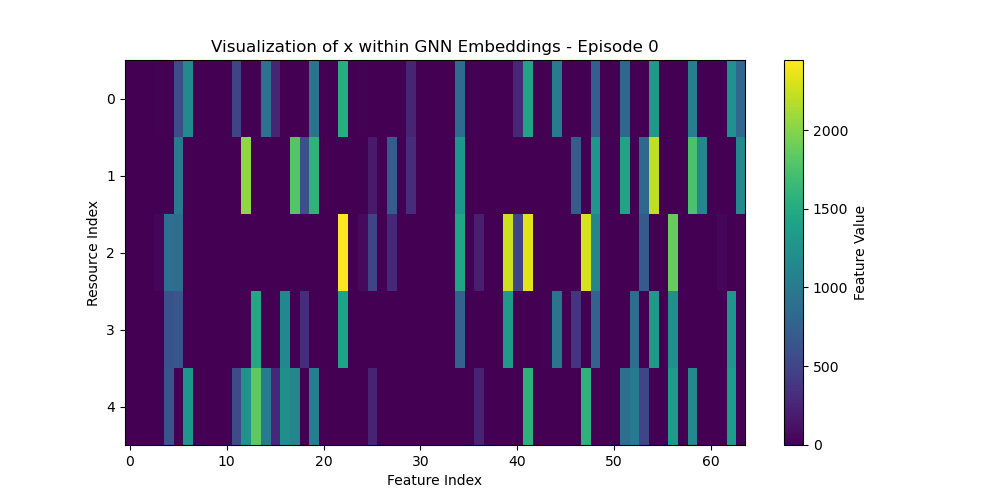 Visualization of x within GNN Embeddings - Episode 0
Resource Index
0
1
2
3
4
0 10 20 30 40 50 60
Feature Index
2000
1500
1000
500
0
Feature Value